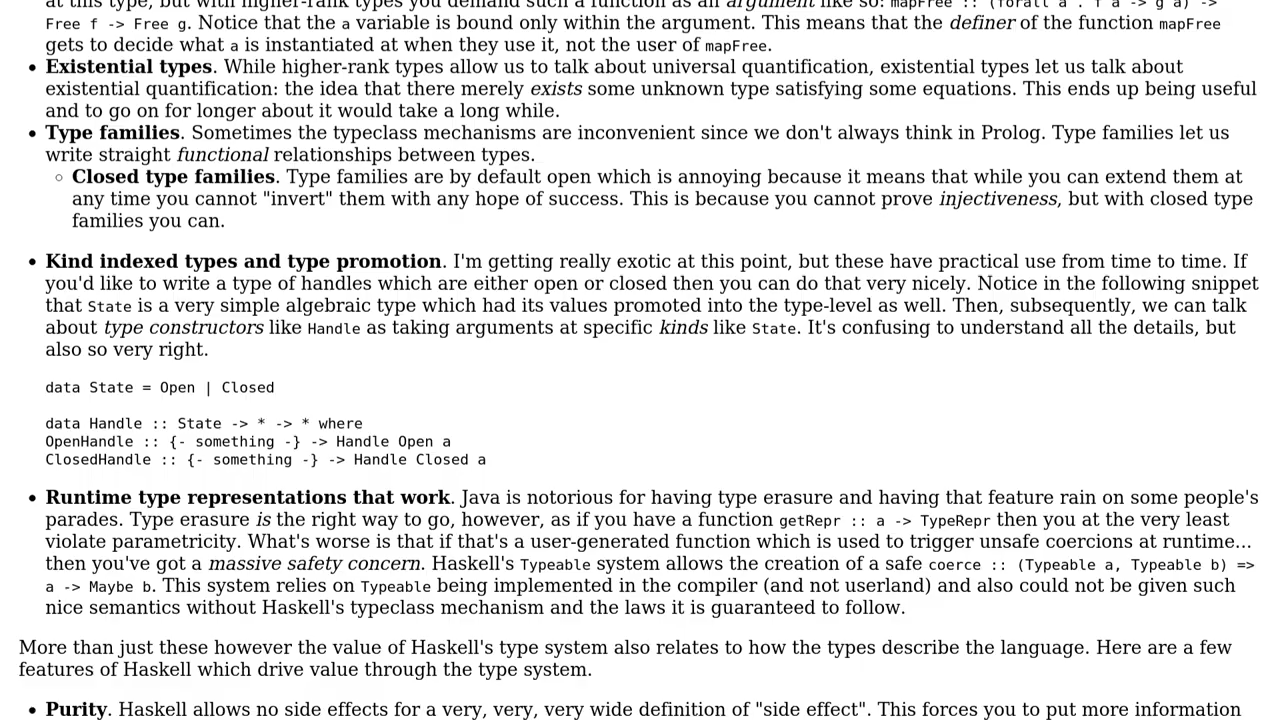 at this type, but with higher-rank types you demand such a function as an argument like so: mapFree :: (forall a . f a -> g a) ->
Free f -> Free g. Notice that the a variable is bound only within the argument. This means that the definer of the function mapFree
gets to decide what a is instantiated at when they use it, not the user of mapFree.
• Existential types. While higher-rank types allow us to talk about universal quantification, existential types let us talk about
existential quantification: the idea that there merely exists some unknown type satisfying some equations. This ends up being useful
and to go on for longer about it would take a long while.
• Type families. Sometimes the typeclass mechanisms are inconvenient since we don't always think in Prolog. Type families let us
write straight functional relationships between types.
◦ Closed type families. Type families are by default open which is annoying because it means that while you can extend them at
any time you cannot "invert" them with any hope of success. This is because you cannot prove injectiveness, but with closed type
families you can.
• Kind indexed types and type promotion. I'm getting really exotic at this point, but these have practical use from time to time. If
you'd like to write a type of handles which are either open or closed then you can do that very nicely. Notice in the following snippet
that State is a very simple algebraic type which had its values promoted into the type-level as well. Then, subsequently, we can talk
about type constructors like Handle as taking arguments at specific kinds like State. It's confusing to understand all the details, but
also so very right.
data State = Open | Closed
data Handle :: State -> * -> * where
OpenHandle :: {- something -} -> Handle Open a
ClosedHandle :: {- something -} -> Handle Closed a
• Runtime type representations that work. Java is notorious for having type erasure and having that feature rain on some people's
parades. Type erasure is the right way to go, however, as if you have a function getRepr :: a -> TypeRepr then you at the very least
violate parametricity. What's worse is that if that's a user-generated function which is used to trigger unsafe coercions at runtime...
then you've got a massive safety concern. Haskell's Typeable system allows the creation of a safe coerce :: (Typeable a, Typeable b) =>
a -> Maybe b. This system relies on Typeable being implemented in the compiler (and not userland) and also could not be given such
nice semantics without Haskell's typeclass mechanism and the laws it is guaranteed to follow.
More than just these however the value of Haskell's type system also relates to how the types describe the language. Here are a few
features of Haskell which drive value through the type system.
• Purity. Haskell allows no side effects for a very, very, very wide definition of "side effect". This forces you to put more information